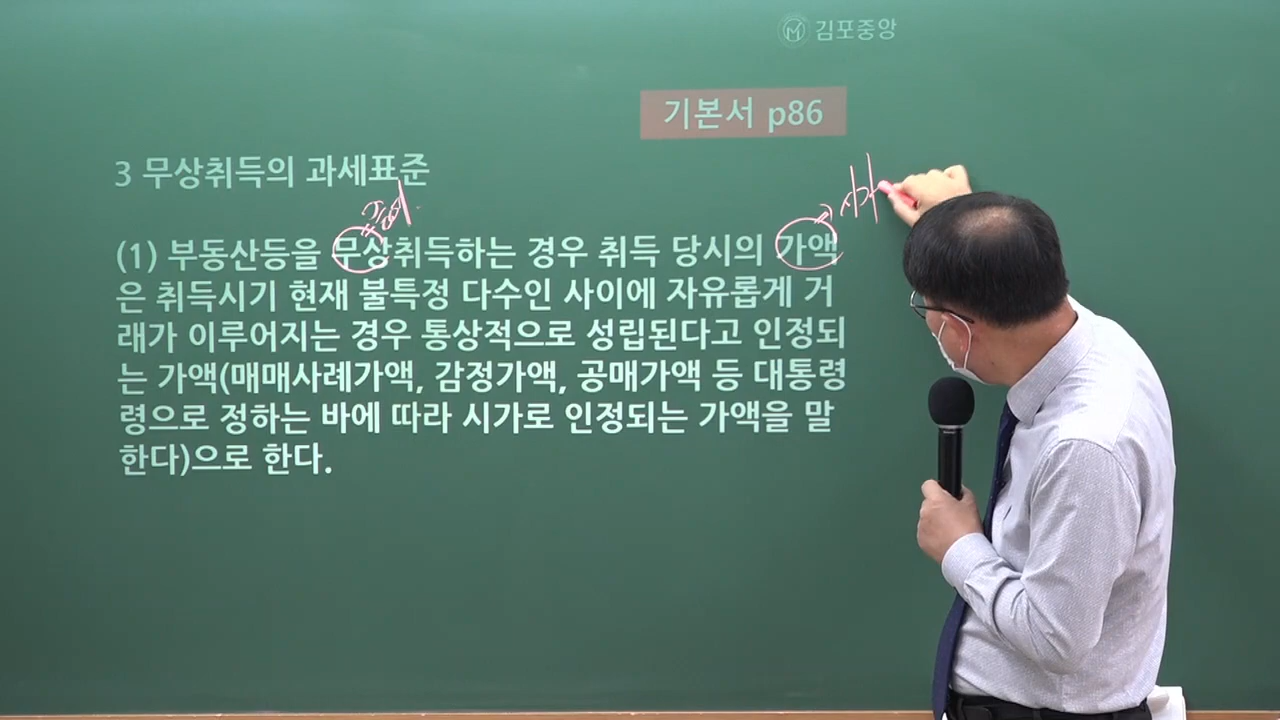 김포중앙
기본서 p86
3 무상취득의 과세표준
(1) 부동산등을 무상취득하는 경우 취득 당시의 가액
은 취득시기 현재 불특정 다수인 사이에 자유롭게 거
래가 이루어지는 경우 통상적으로 성립된다고 인정되
는 가액(매매사례가액, 감정가액, 공매가액 등 대통령
령으로 정하는 바에 따라 시가로 인정되는 가액을 말
한다)으로 한다.